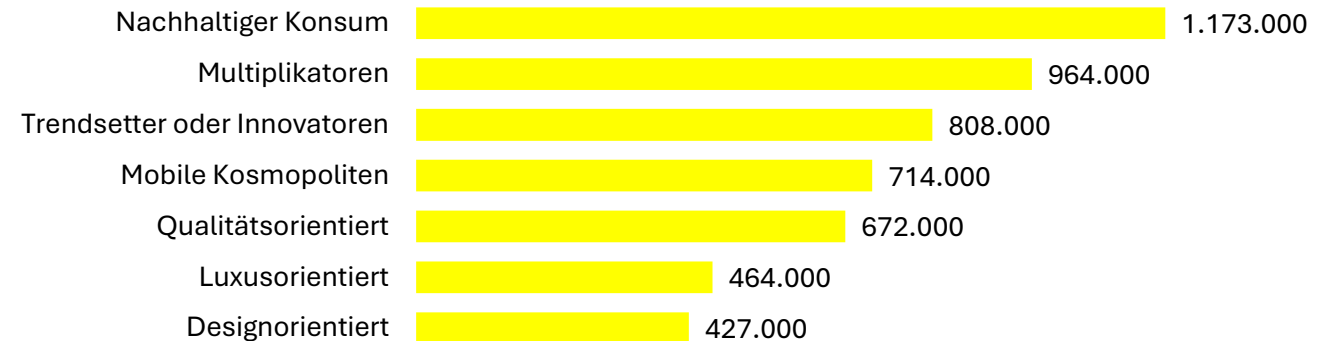 Nachhaltiger Konsum 1.173.000
Multiplikatoren 964.000
Trendsetter oder Innovatoren 808.000
Mobile Kosmopoliten 714.000
Qualitätsorientiert 672.000
Luxusorientiert 464.000
Designorientiert 427.000